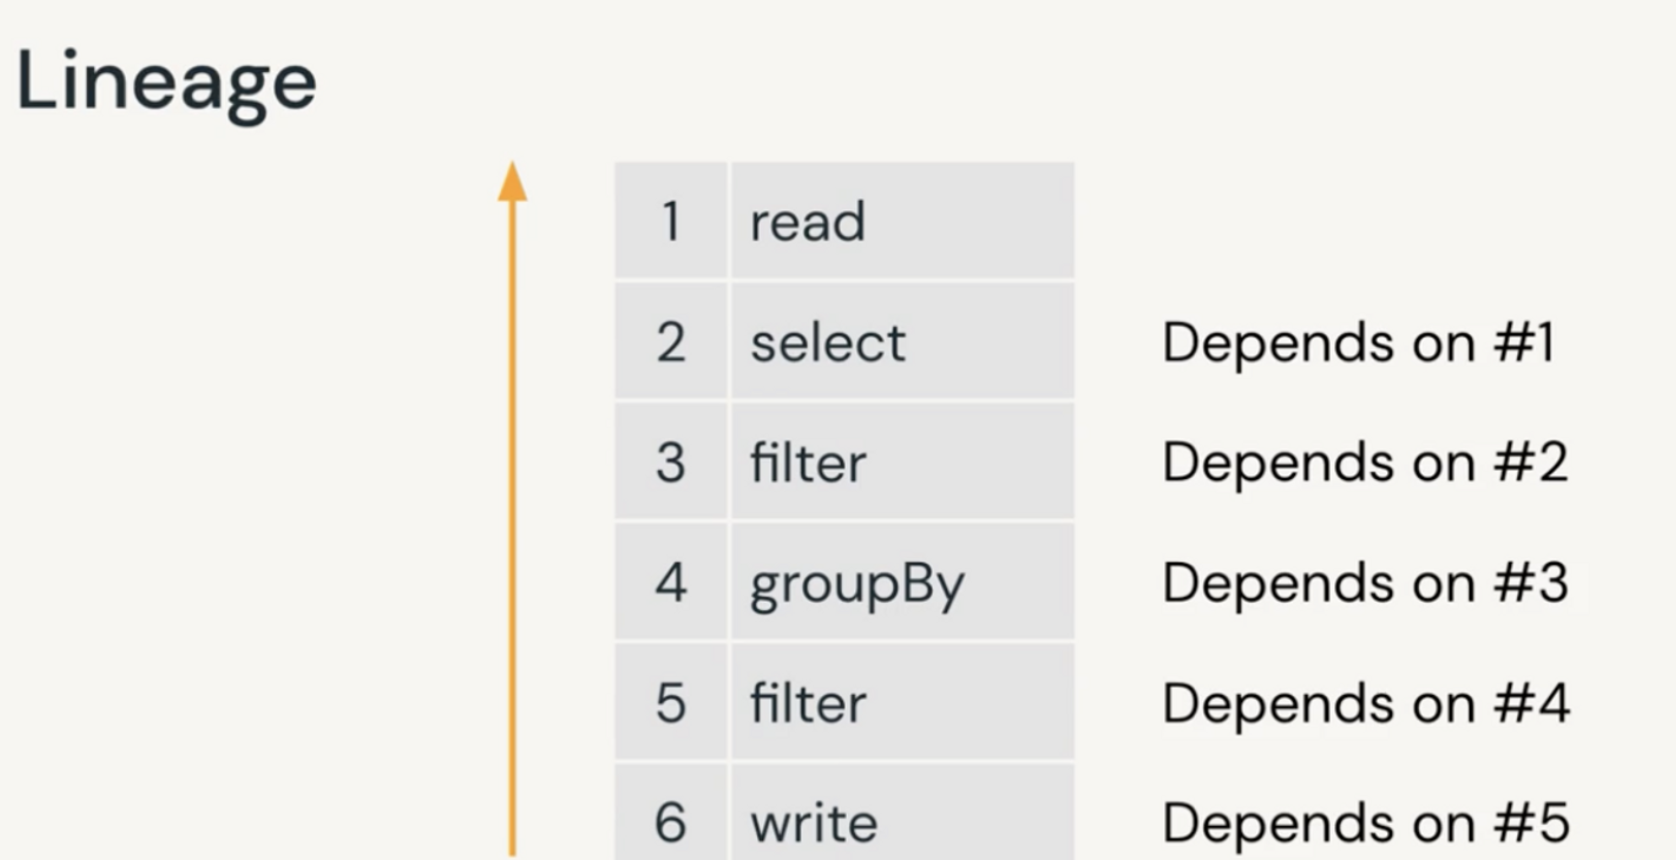 Lineage
1 read
2 select Depends on #1
3 filter Depends on #2
4 groupBy Depends on #3
5 filter Depends on #4
6 write Depends on #5